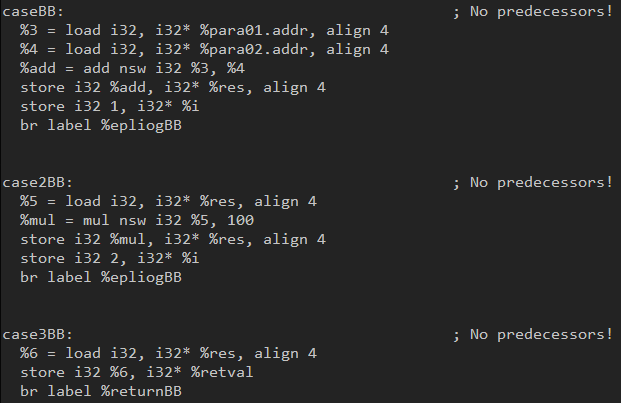 caseBB: ; No predecessors!
%3 = load i32, i32* %para01.addr, align 4
%4 = load i32, i32* %para02.addr, align 4
%add = add nsw i32 %3, %4
store i32 %add, i32* %res, align 4
store i32 1, i32* %i
br label %epliogBB
case2BB: ; No predecessors!
%5 = load i32, i32* %res, align 4
%mul = mul nsw i32 %5, 100
store i32 %mul, i32* %res, align 4
store i32 2, i32* %i
br label %epliogBB
case3BB: ; No predecessors!
%6 = load i32, i32* %res, align 4
store i32 %6, i32* %retval
br label %returnBB